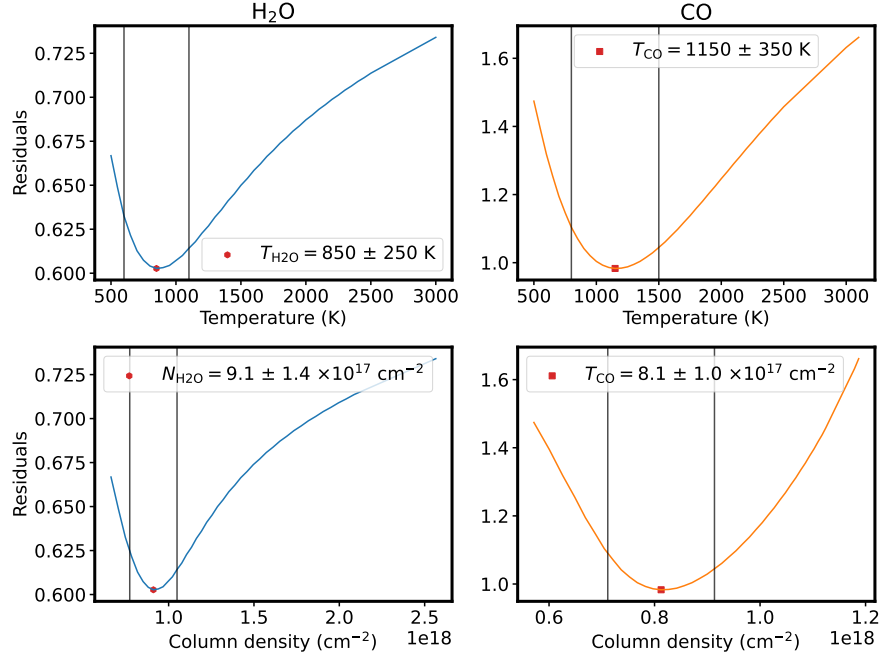 H₂O
CO
Residuals
0.725
0.700
0.675
0.650
0.625
0.600
T_H2O = 850 ± 250 K
500 1000 1500 2000 2500 3000
Temperature (K)
1.6
1.4
1.2
1.0
T_CO = 1150 ± 350 K
500 1000 1500 2000 2500 3000
Temperature (K)
Residuals
0.725
0.700
0.675
0.650
0.625
0.600
N_H2O = 9.1 ± 1.4 ×10¹⁷ cm⁻²
1.0 1.5 2.0 2.5
Column density (cm⁻²)
1e18
1.6
1.4
1.2
1.0
T_CO = 8.1 ± 1.0 ×10¹⁷ cm⁻²
0.6 0.8 1.0 1.2
Column density (cm⁻²)
1e18